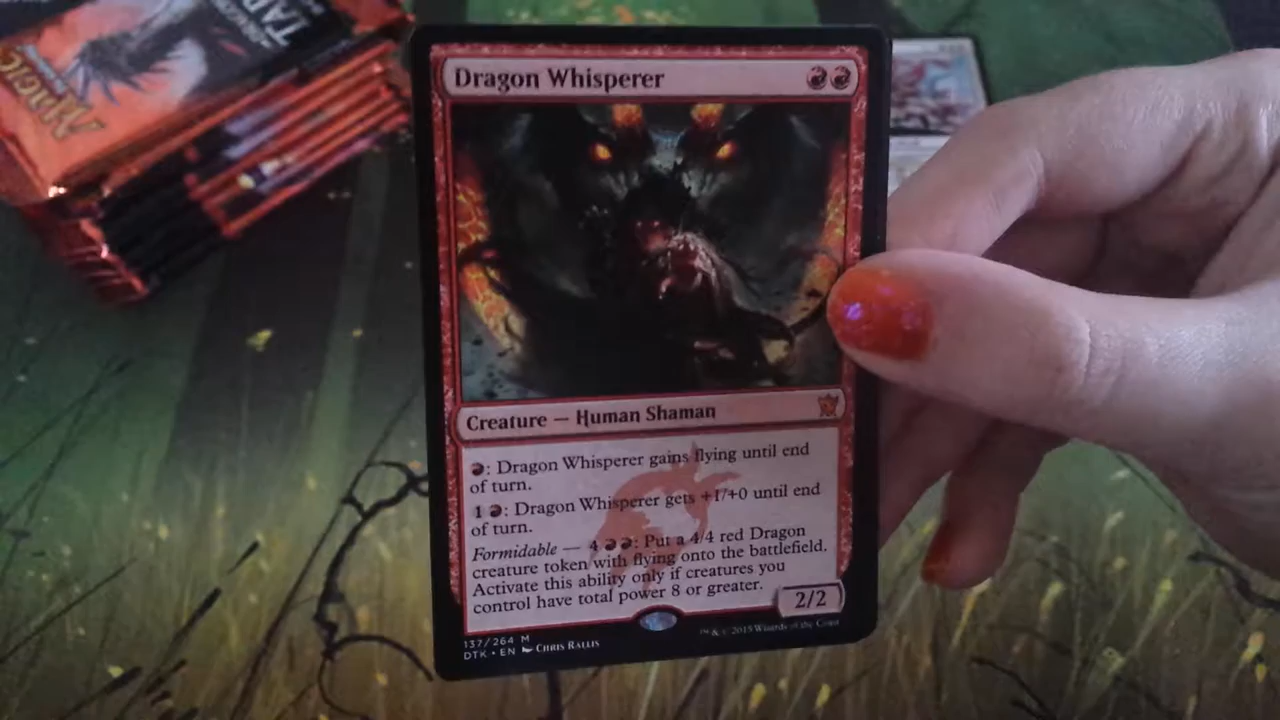 MAGIC
TAR
Dragon Whisperer
Creature — Human Shaman
: Dragon Whisperer gains flying until end
of turn.
1 : Dragon Whisperer gets +1/+0 until end
of turn.
Formidable — 4 : Put a 4/4 red Dragon
creature token with flying onto the battlefield.
Activate this ability only if creatures you
control have total power 8 or greater.
2/2
137/264 M
DTK • EN CHRIS RALLIS
™ & © 2015 Wizards of the Coast